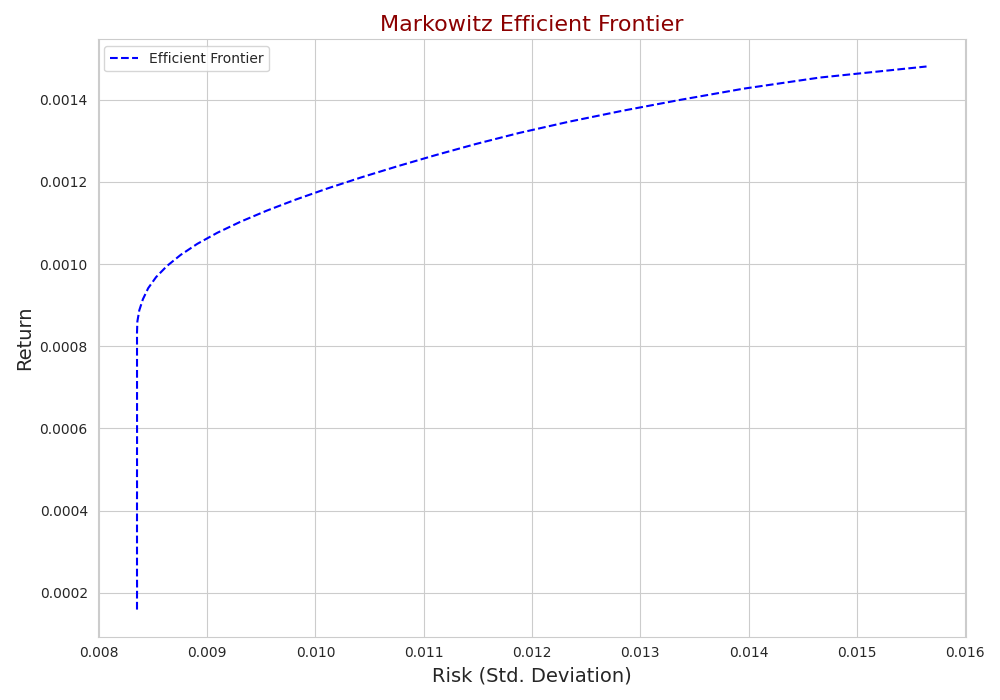 Markowitz Efficient Frontier
Efficient Frontier
Return
0.0014
0.0012
0.0010
0.0008
0.0006
0.0004
0.0002
0.008 0.009 0.010 0.011 0.012 0.013 0.014 0.015 0.016
Risk (Std. Deviation)